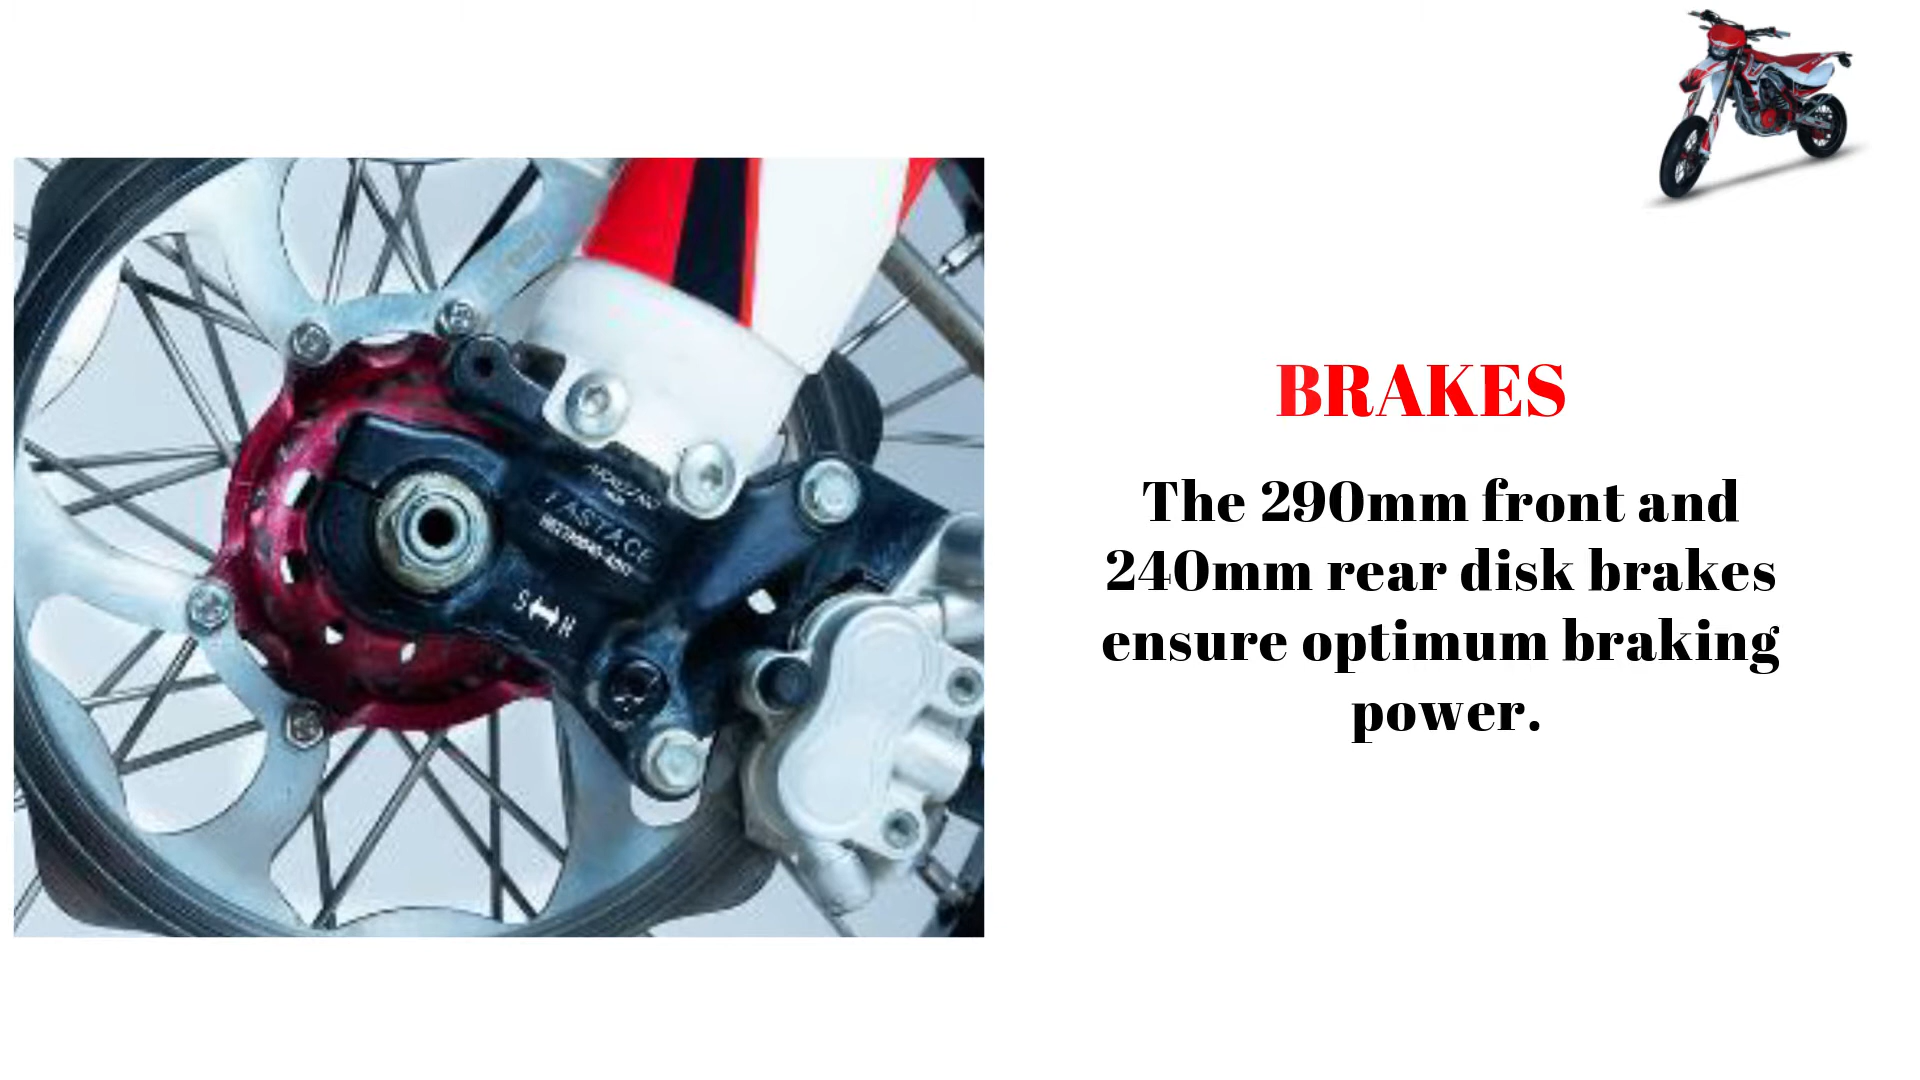 BRAKES
The 290mm front and
240mm rear disk brakes
ensure optimum braking
power.
FASTACE
S R